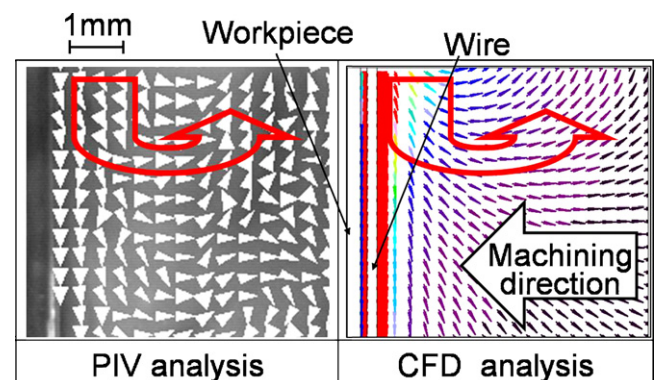 1mm
Workpiece
Wire
Machining
direction
PIV analysis
CFD analysis